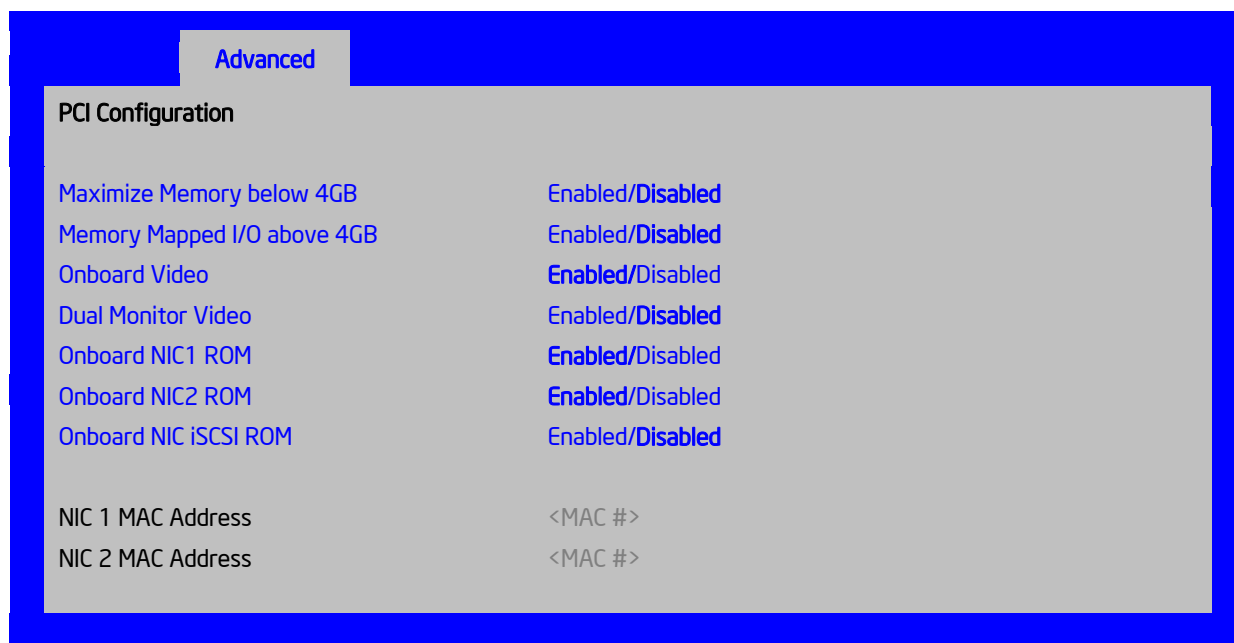 Advanced
PCI Configuration
Maximize Memory below 4GB Enabled/Disabled
Memory Mapped I/O above 4GB Enabled/Disabled
Onboard Video Enabled/Disabled
Dual Monitor Video Enabled/Disabled
Onboard NIC1 ROM Enabled/Disabled
Onboard NIC2 ROM Enabled/Disabled
Onboard NIC iSCSI ROM Enabled/Disabled
NIC 1 MAC Address <MAC #>
NIC 2 MAC Address <MAC #>